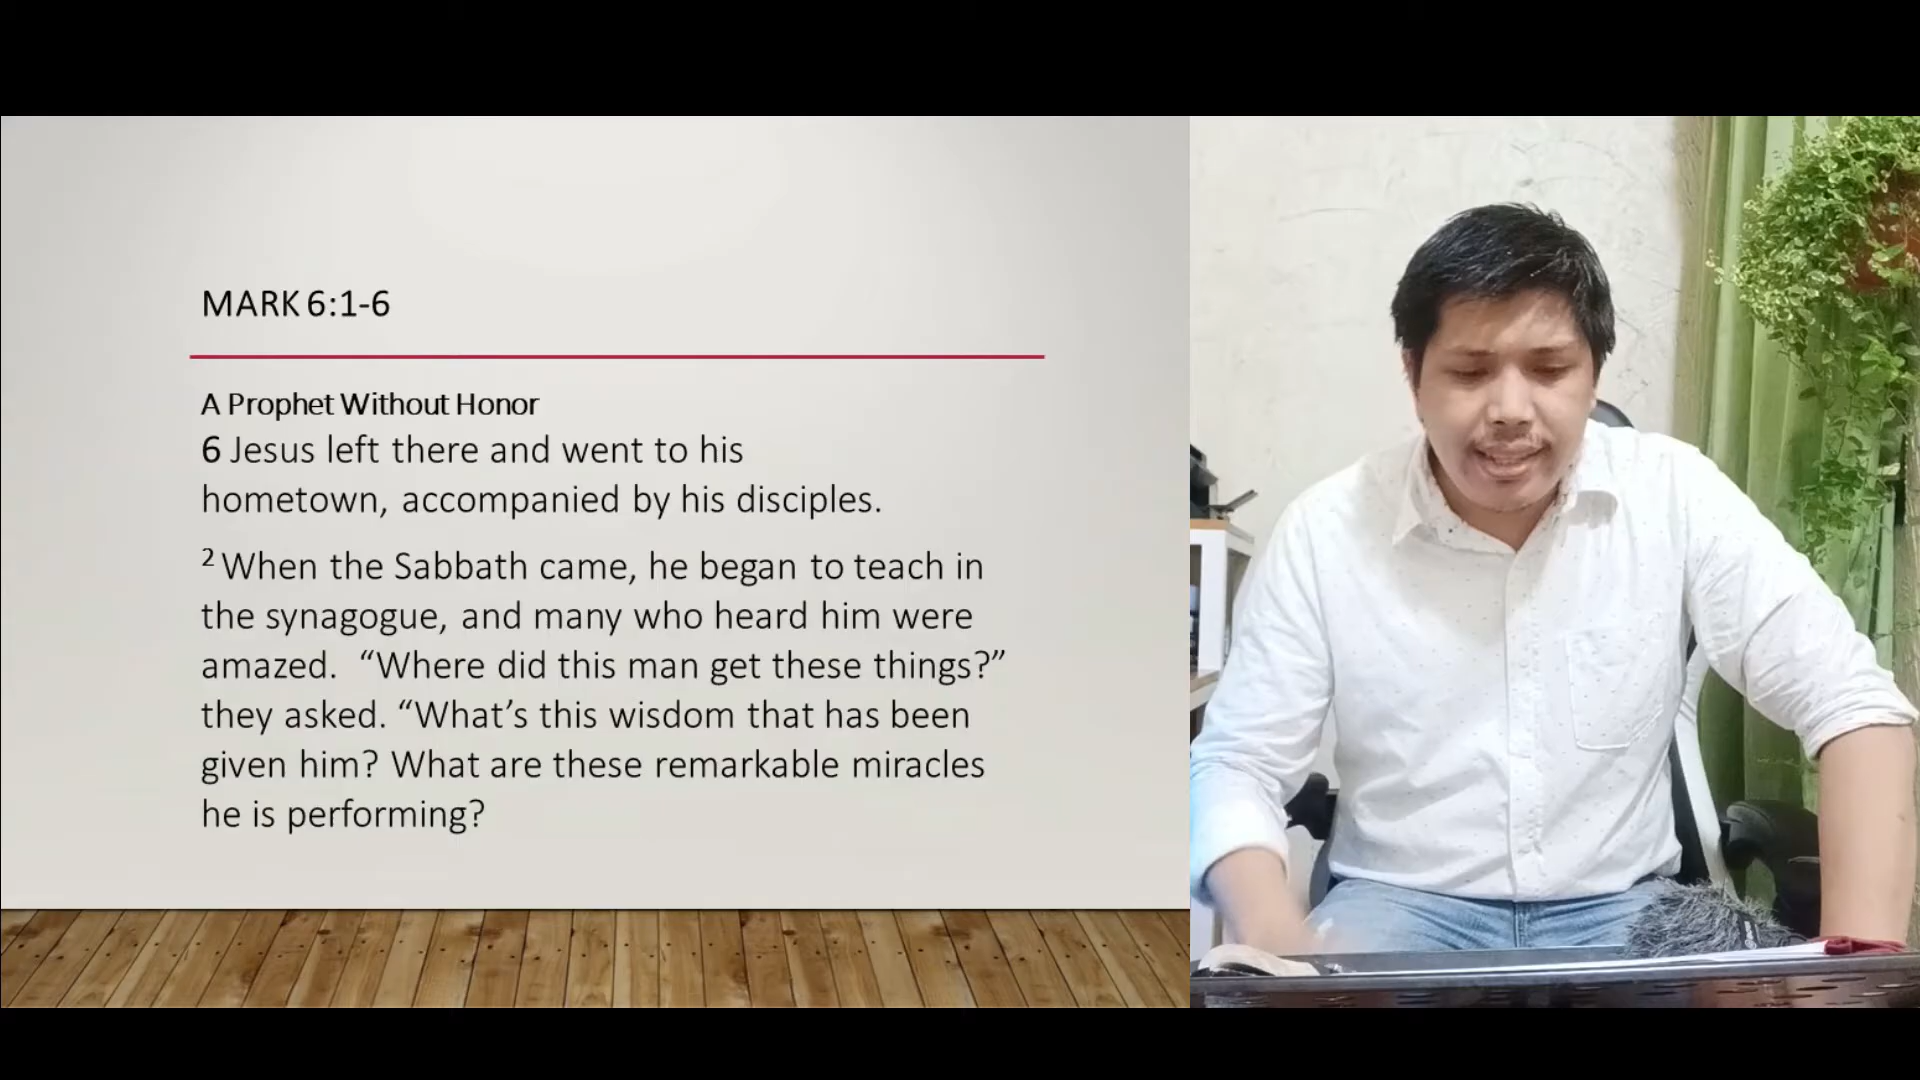 MARK 6:1-6
A Prophet Without Honor
6 Jesus left there and went to his
hometown, accompanied by his disciples.
2 When the Sabbath came, he began to teach in
the synagogue, and many who heard him were
amazed.  “Where did this man get these things?”
they asked. “What’s this wisdom that has been
given him? What are these remarkable miracles
he is performing?